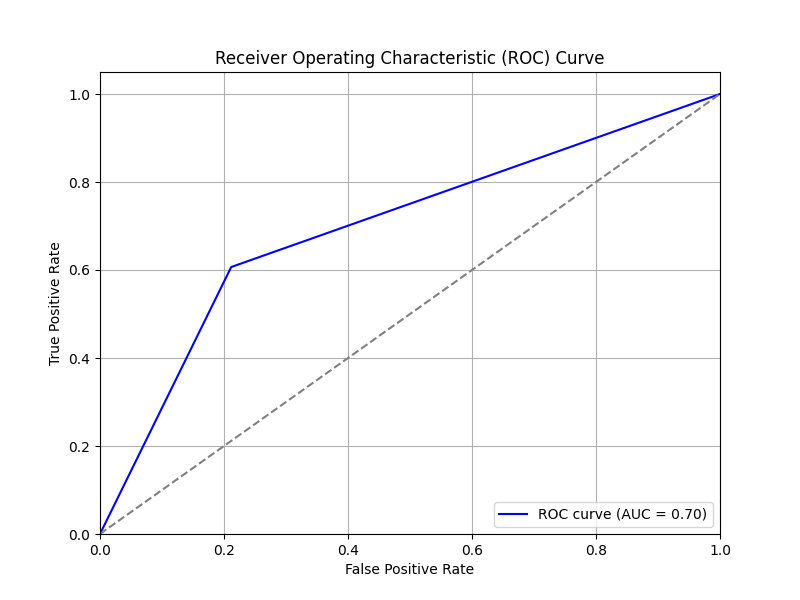 Receiver Operating Characteristic (ROC) Curve
1.0
0.8
0.6
0.4
0.2
0.0
True Positive Rate
ROC curve (AUC = 0.70)
0.0 0.2 0.4 0.6 0.8 1.0
False Positive Rate